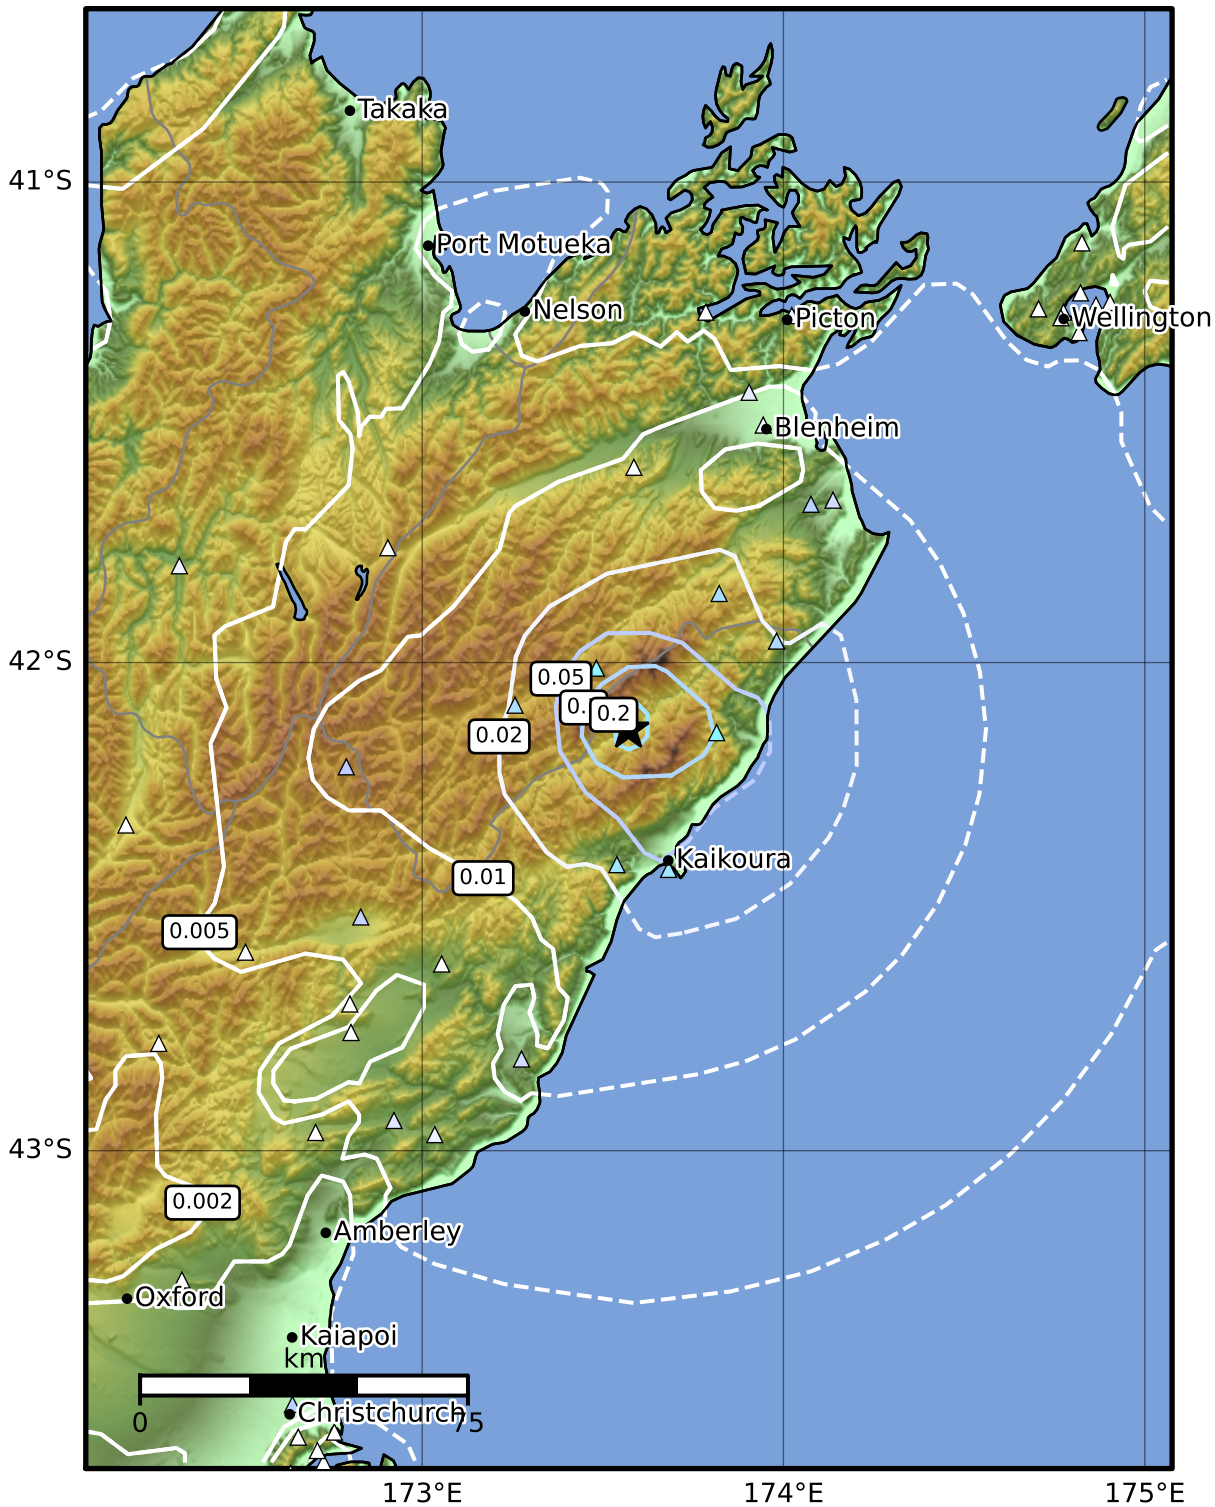 Takaka
41°S
Port Motueka
Nelson
Picton
Wellington
Blenheim
42°S
0.05
0.
0.2
0.02
Kaikoura
0.01
0.005
43°S
0.002
Amberley
Oxford
Kaiapoi
km
Christchurch
0
75
173°E
174°E
175°E